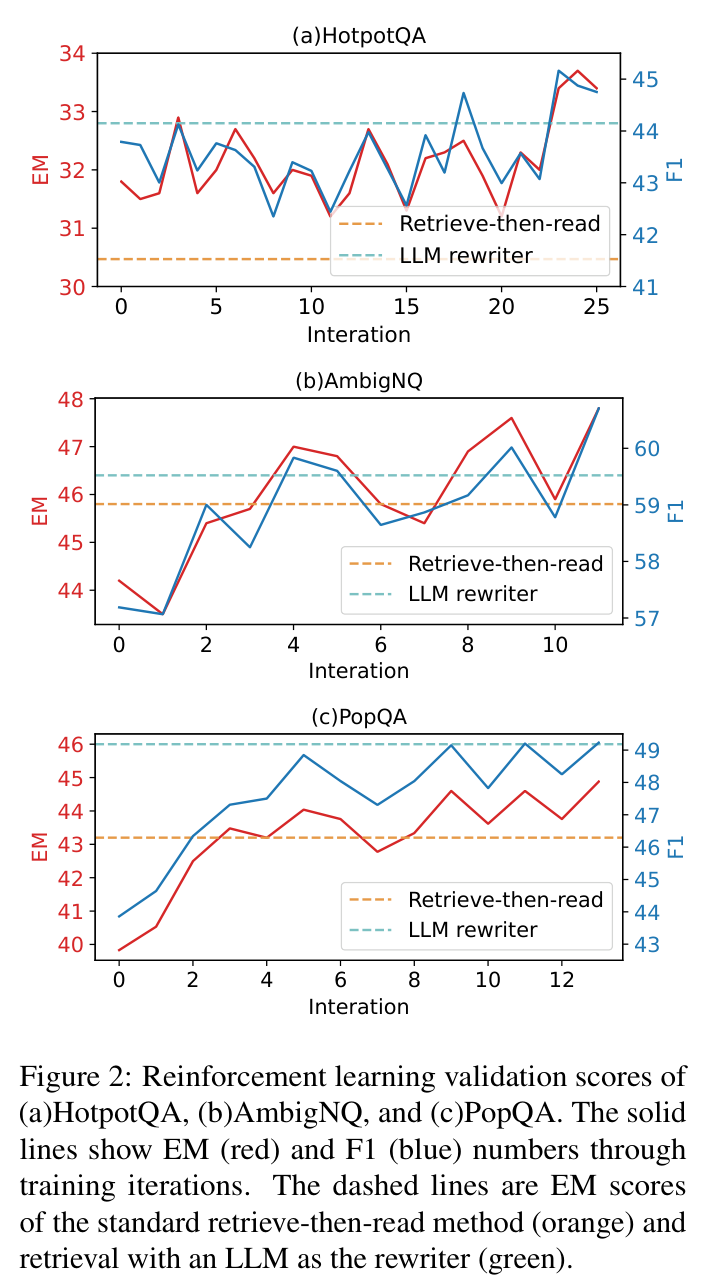 (a)HotpotQA
34
33
32
31
30
EM
45
44
43
42
41
F1
Retrieve-then-read
LLM rewriter
0 5 10 15 20 25
Interation
(b)AmbigNQ
48
47
46
45
44
EM
60
59
58
57
F1
Retrieve-then-read
LLM rewriter
0 2 4 6 8 10
Interation
(c)PopQA
46
45
44
43
42
41
40
EM
49
48
47
46
45
44
43
F1
Retrieve-then-read
LLM rewriter
0 2 4 6 8 10 12
Interation
Figure 2: Reinforcement learning validation scores of
(a)HotpotQA, (b)AmbigNQ, and (c)PopQA. The solid
lines show EM (red) and F1 (blue) numbers through
training iterations. The dashed lines are EM scores
of the standard retrieve-then-read method (orange) and
retrieval with an LLM as the rewriter (green).